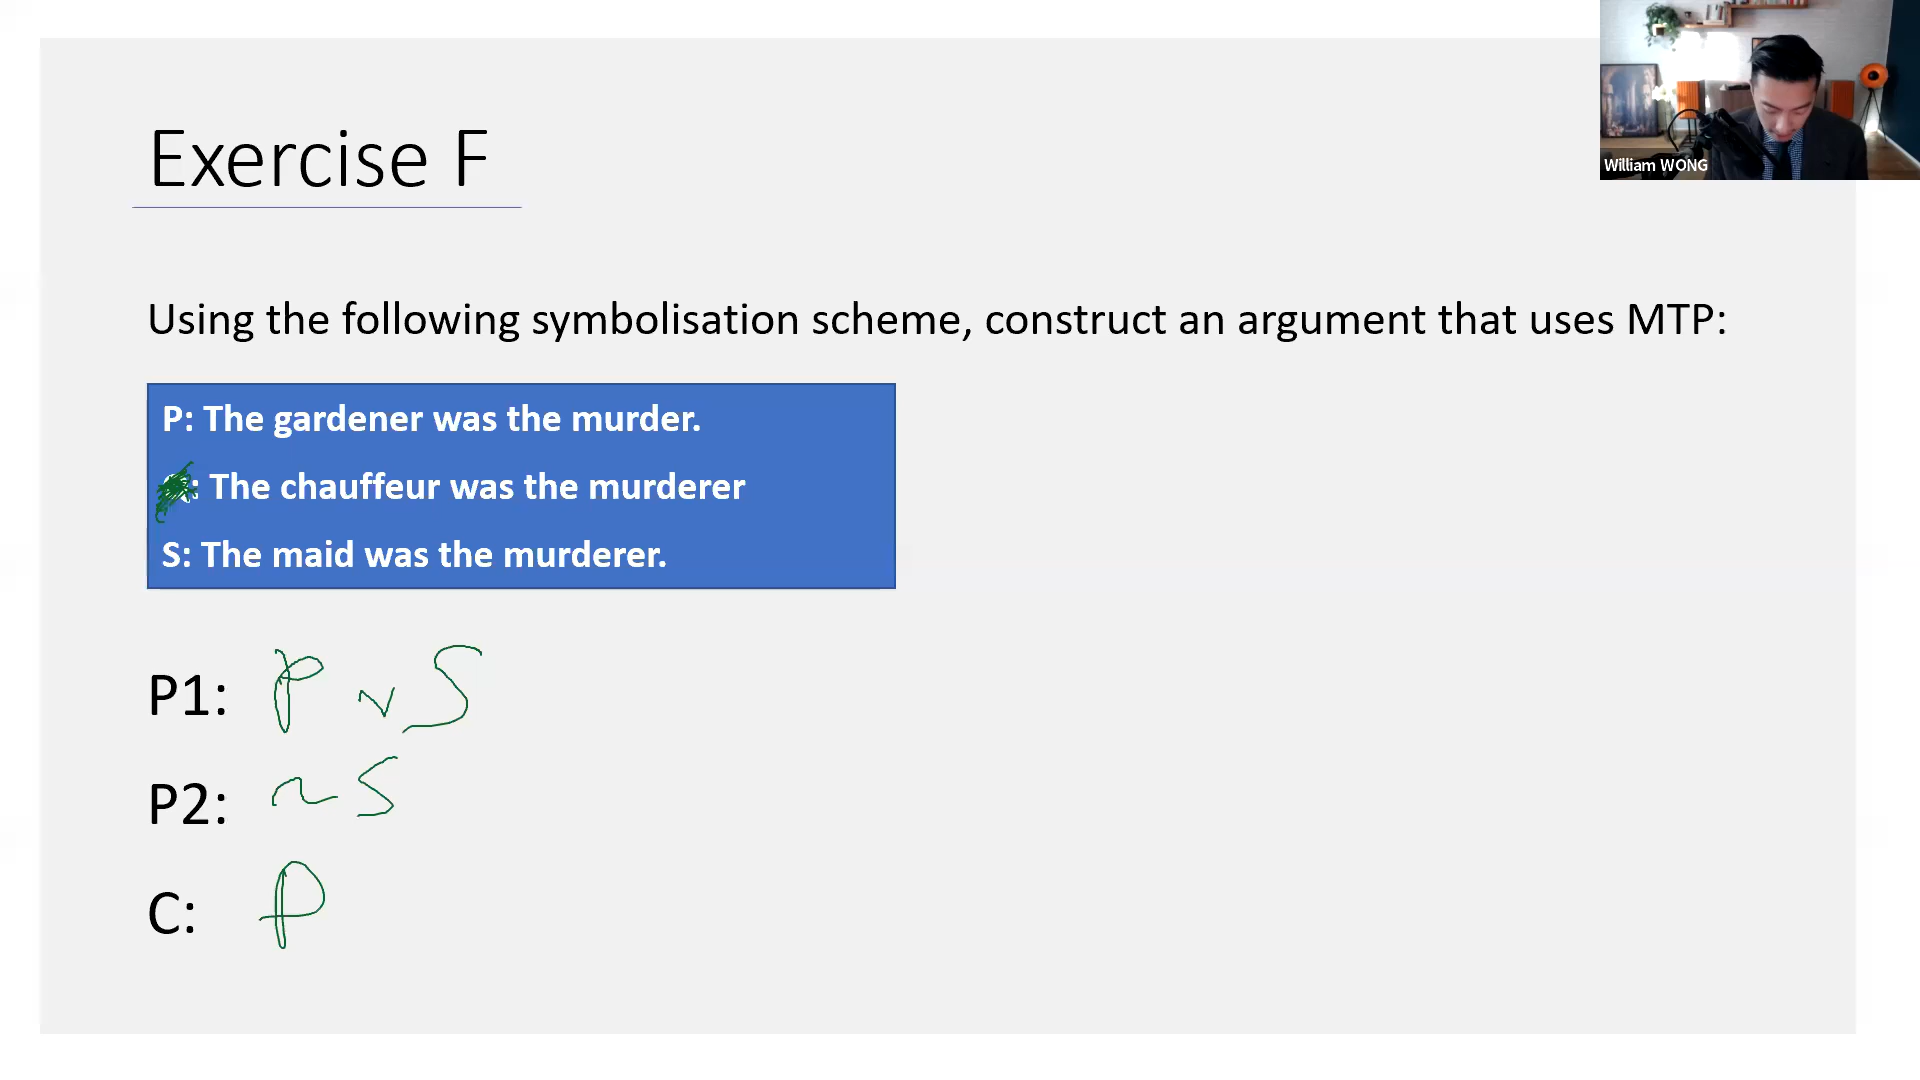 William WONG
Exercise F
Using the following symbolisation scheme, construct an argument that uses MTP:
P: The gardener was the murder.
: The chauffeur was the murderer
S: The maid was the murderer.
P1: P v S
P2: ~ S
C: P